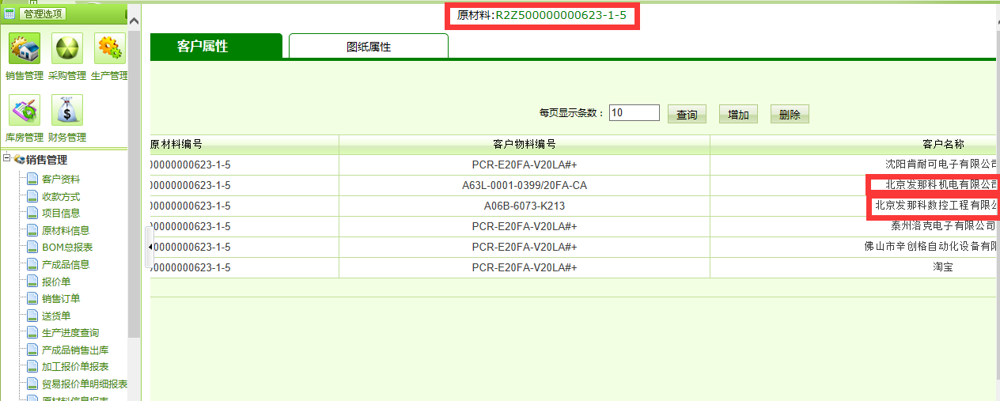 管理选项
原材料:R2Z500000000623-1-5
客户属性
图纸属性
销售管理 采购管理 生产管理
库房管理 财务管理
每页显示条数： 10 查询 增加 删除
原材料编号 客户物料编号 客户名称
00000000623-1-5 PCR-E20FA-V20LA#+ 沈阳肯耐可电子有限公司
00000000623-1-5 A63L-0001-0399/20FA-CA 北京发那科机电有限公司
00000000623-1-5 A06B-6073-K213 北京发那科数控工程有限公
00000000623-1-5 PCR-E20FA-V20LA#+ 泰州洛克电子有限公司
00000000623-1-5 PCR-E20FA-V20LA#+ 佛山市辛创格自动化设备有限
00000000623-1-5 PCR-E20FA-V20LA#+ 淘宝
销售管理
客户资料
收款方式
项目信息
原材料信息
BOM总报表
产成品信息
报价单
销售订单
送货单
生产进度查询
产成品销售出库
加工报价单报表
贸易报价单明细报表
原材料信息报表